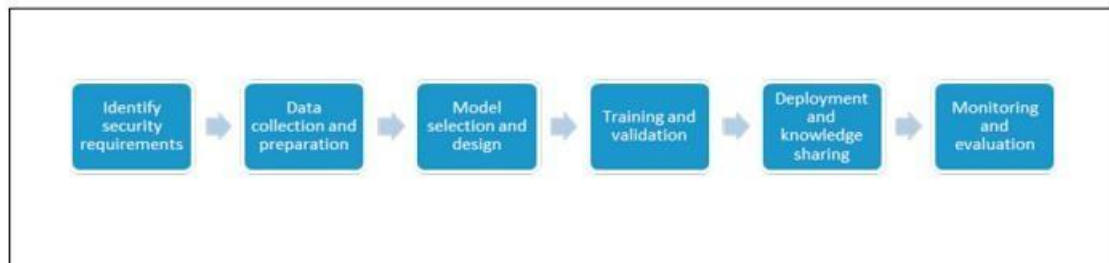 Identify
security
requirements
Data
collection and
preparation
Model
selection and
design
Training and
validation
Deployment
and
knowledge
sharing
Monitoring
and
evaluation